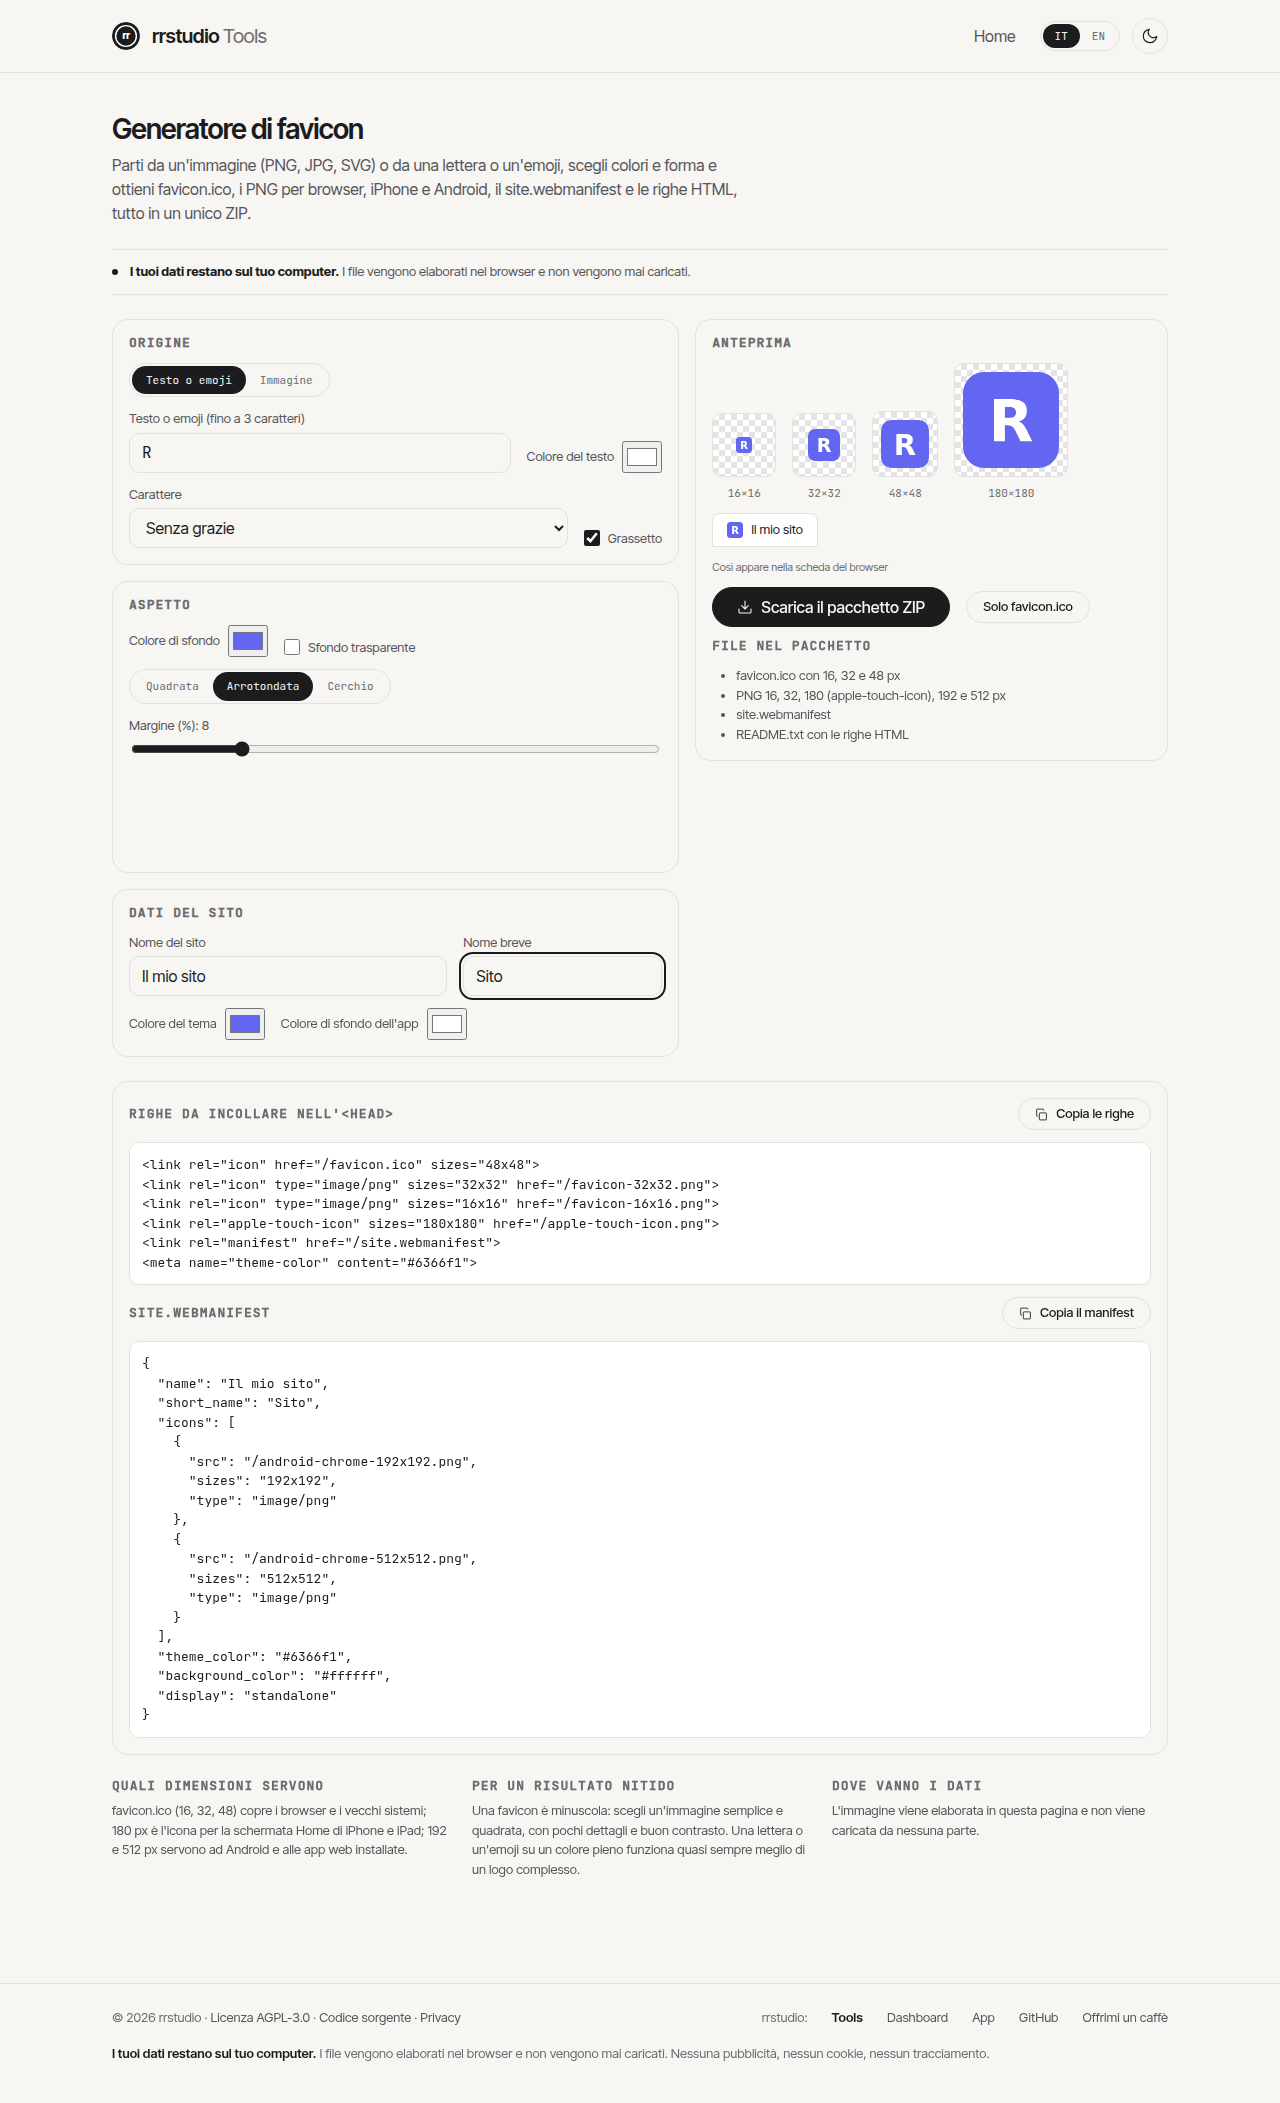 rr rrstudio Tools
Home
IT EN
Generatore di favicon
Parti da un'immagine (PNG, JPG, SVG) o da una lettera o un'emoji, scegli colori e forma e
ottieni favicon.ico, i PNG per browser, iPhone e Android, il site.webmanifest e le righe HTML,
tutto in un unico ZIP.
I tuoi dati restano sul tuo computer. I file vengono elaborati nel browser e non vengono mai caricati.
ORIGINE
Testo o emoji Immagine
Testo o emoji (fino a 3 caratteri)
R
Colore del testo
Carattere
Senza grazie
Grassetto
ASPETTO
Colore di sfondo
Sfondo trasparente
Quadrata Arrotondata Cerchio
Margine (%): 8
DATI DEL SITO
Nome del sito
Nome breve
Il mio sito
Sito
Colore del tema
Colore di sfondo dell'app
ANTEPRIMA
R R R R
16×16 32×32 48×48 180×180
R Il mio sito
Così appare nella scheda del browser
Scarica il pacchetto ZIP
Solo favicon.ico
FILE NEL PACCHETTO
• favicon.ico con 16, 32 e 48 px
• PNG 16, 32, 180 (apple-touch-icon), 192 e 512 px
• site.webmanifest
• README.txt con le righe HTML
RIGHE DA INCOLLARE NELL'<HEAD>
Copia le righe
<link rel="icon" href="/favicon.ico" sizes="48x48">
<link rel="icon" type="image/png" sizes="32x32" href="/favicon-32x32.png">
<link rel="icon" type="image/png" sizes="16x16" href="/favicon-16x16.png">
<link rel="apple-touch-icon" sizes="180x180" href="/apple-touch-icon.png">
<link rel="manifest" href="/site.webmanifest">
<meta name="theme-color" content="#6366f1">
SITE.WEBMANIFEST
Copia il manifest
{
  "name": "Il mio sito",
  "short_name": "Sito",
  "icons": [
    {
      "src": "/android-chrome-192x192.png",
      "sizes": "192x192",
      "type": "image/png"
    },
    {
      "src": "/android-chrome-512x512.png",
      "sizes": "512x512",
      "type": "image/png"
    }
  ],
  "theme_color": "#6366f1",
  "background_color": "#ffffff",
  "display": "standalone"
}
QUALI DIMENSIONI SERVONO
favicon.ico (16, 32, 48) copre i browser e i vecchi sistemi;
180 px è l'icona per la schermata Home di iPhone e iPad; 192
e 512 px servono ad Android e alle app web installate.
PER UN RISULTATO NITIDO
Una favicon è minuscola: scegli un'immagine semplice e
quadrata, con pochi dettagli e buon contrasto. Una lettera o
un'emoji su un colore pieno funziona quasi sempre meglio di
un logo complesso.
DOVE VANNO I DATI
L'immagine viene elaborata in questa pagina e non viene
caricata da nessuna parte.
© 2026 rrstudio · Licenza AGPL-3.0 · Codice sorgente · Privacy
rrstudio: Tools Dashboard App GitHub Offrimi un caffè
I tuoi dati restano sul tuo computer. I file vengono elaborati nel browser e non vengono mai caricati. Nessuna pubblicità, nessun cookie, nessun tracciamento.